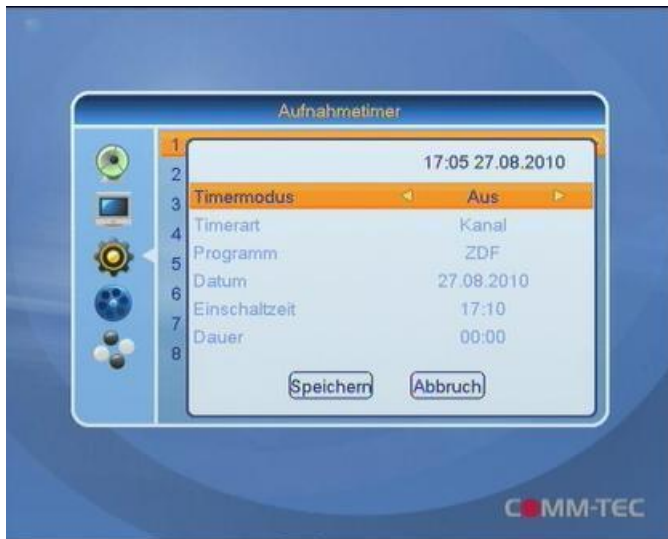 Aufnahmetimer
1
2
3
4
5
6
7
8
17:05 27.08.2010
Timermodus Aus
Timerart Kanal
Programm ZDF
Datum 27.08.2010
Einschaltzeit 17:10
Dauer 00:00
Speichern Abbruch
COMM-TEC